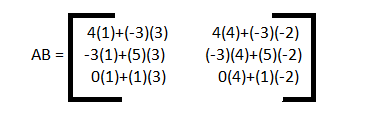 4(1)+(-3)(3) 4(4)+(-3)(-2)
AB = -3(1)+(5)(3) (-3)(4)+(5)(-2)
0(1)+(1)(3) 0(4)+(1)(-2)